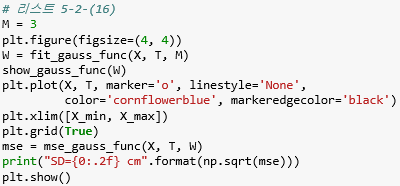 # 리스트 5-2-(16)
M = 3
plt.figure(figsize=(4, 4))
W = fit_gauss_func(X, T, M)
show_gauss_func(W)
plt.plot(X, T, marker='o', linestyle='None',
         color='cornflowerblue', markeredgecolor='black')
plt.xlim([X_min, X_max])
plt.grid(True)
mse = mse_gauss_func(X, T, W)
print("SD={0:.2f} cm".format(np.sqrt(mse)))
plt.show()